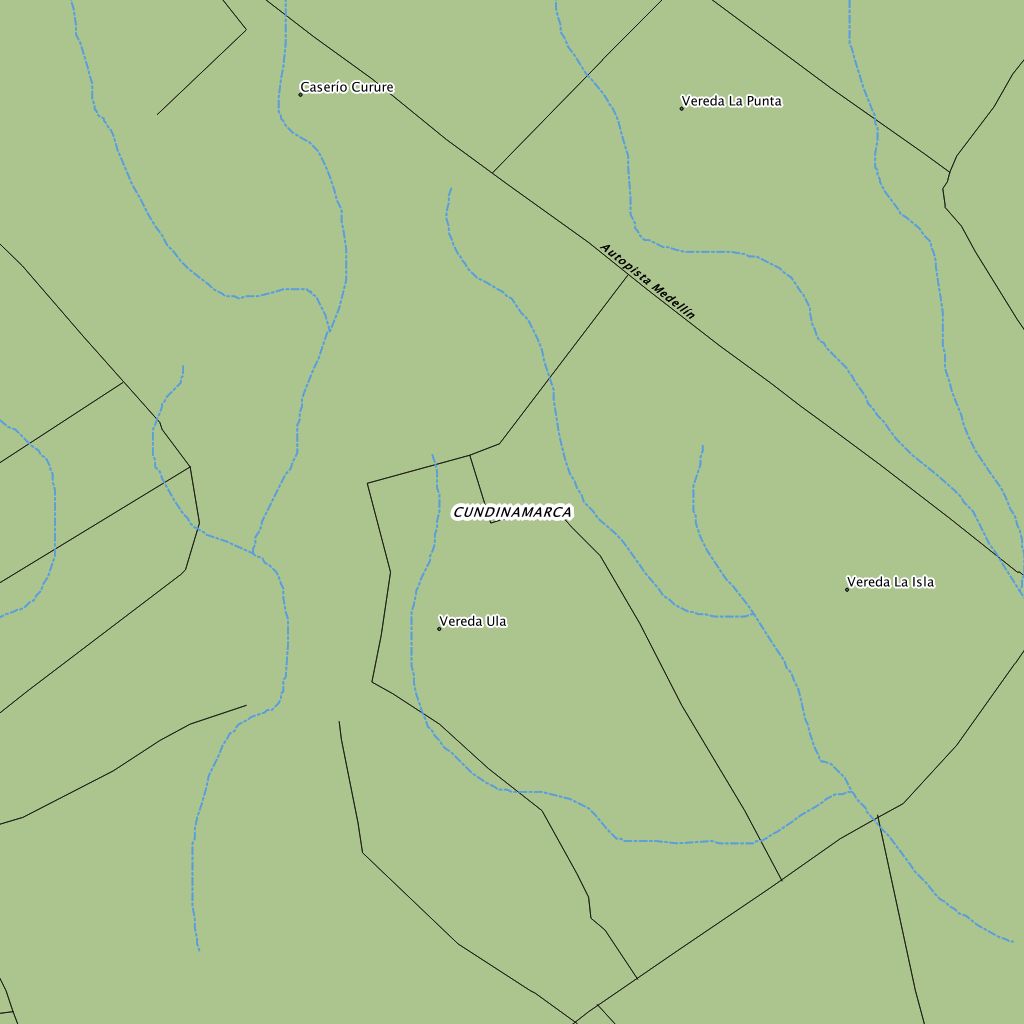 Caserío Curure
Vereda La Punta
Autopista Medellín
CUNDINAMARCA
Vereda La Isla
Vereda Ula